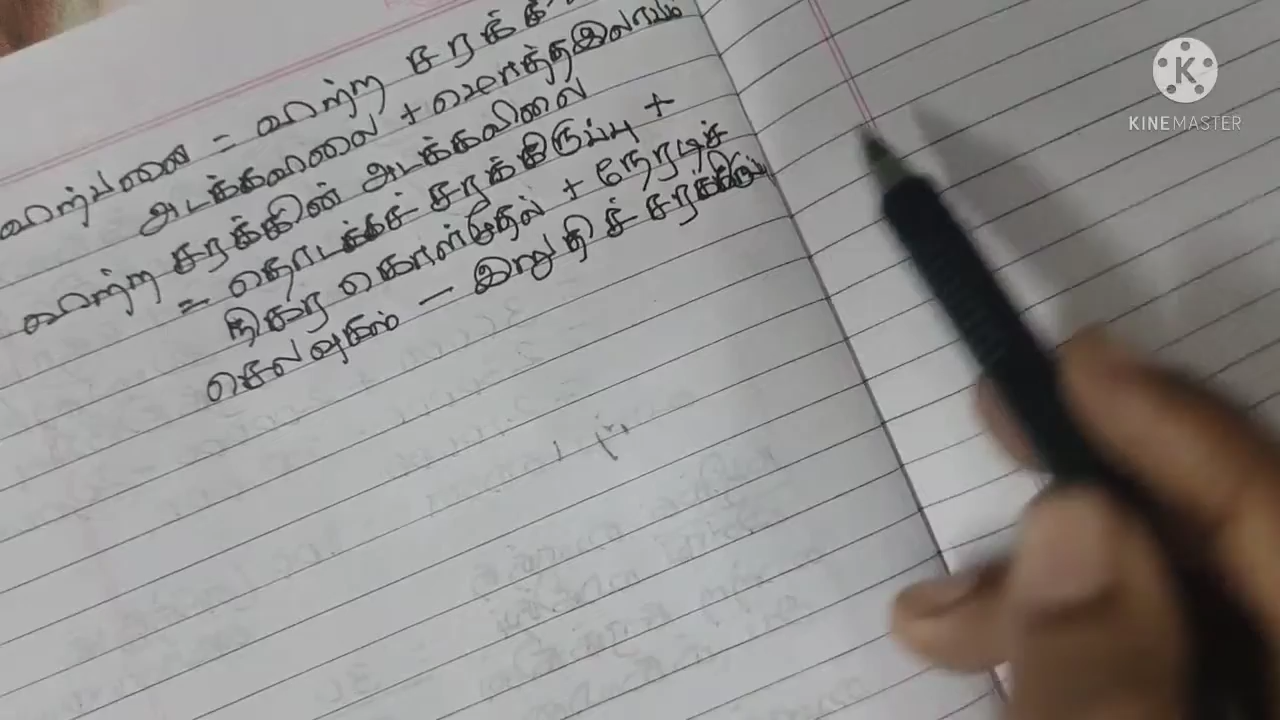 விற்பனை = விற்ற சரக்கி
அடக்கவிலை + மொத்தஇலாபம்
விற்ற சரக்கின் அடக்கவிலை
= தொடக்கச் சரக்கிருப்பு +
நிகர கொள்முதல் + நேரடிச்
செலவுகள் - இறுதிச் சரக்கிருப்பு
KINEMASTER